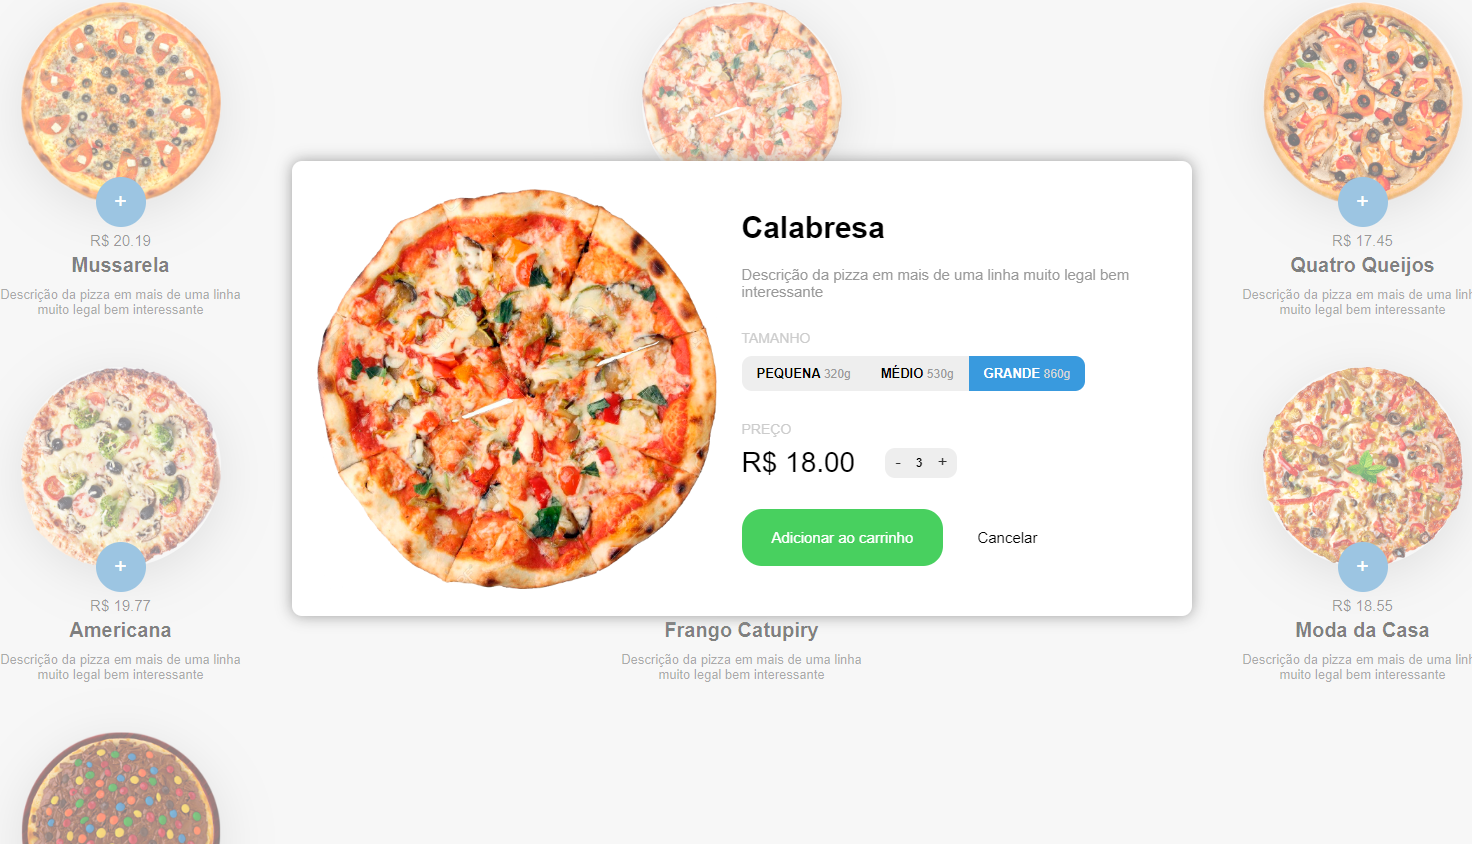 +
R$ 20.19
Mussarela
Descrição da pizza em mais de uma linha
muito legal bem interessante
+
R$ 17.45
Quatro Queijos
Descrição da pizza em mais de uma linh
muito legal bem interessante
Calabresa
Descrição da pizza em mais de uma linha muito legal bem
interessante
TAMANHO
PEQUENA 320g MÉDIO 530g GRANDE 860g
PREÇO
R$ 18.00 - 3 +
Adicionar ao carrinho Cancelar
+
R$ 19.77
Americana
Descrição da pizza em mais de uma linha
muito legal bem interessante
Frango Catupiry
Descrição da pizza em mais de uma linha
muito legal bem interessante
+
R$ 18.55
Moda da Casa
Descrição da pizza em mais de uma linh
muito legal bem interessante